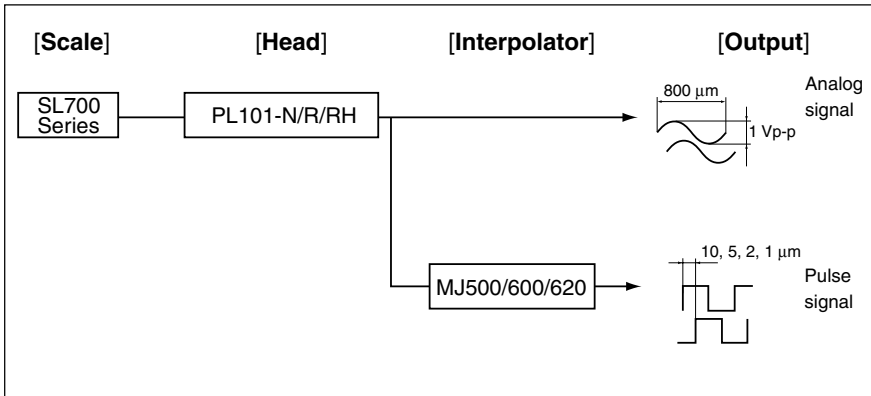 [Scale] [Head] [Interpolator] [Output]
SL700
Series
PL101-N/R/RH
800 µm
1 Vp-p
Analog
signal
MJ500/600/620
10, 5, 2, 1 µm
Pulse
signal